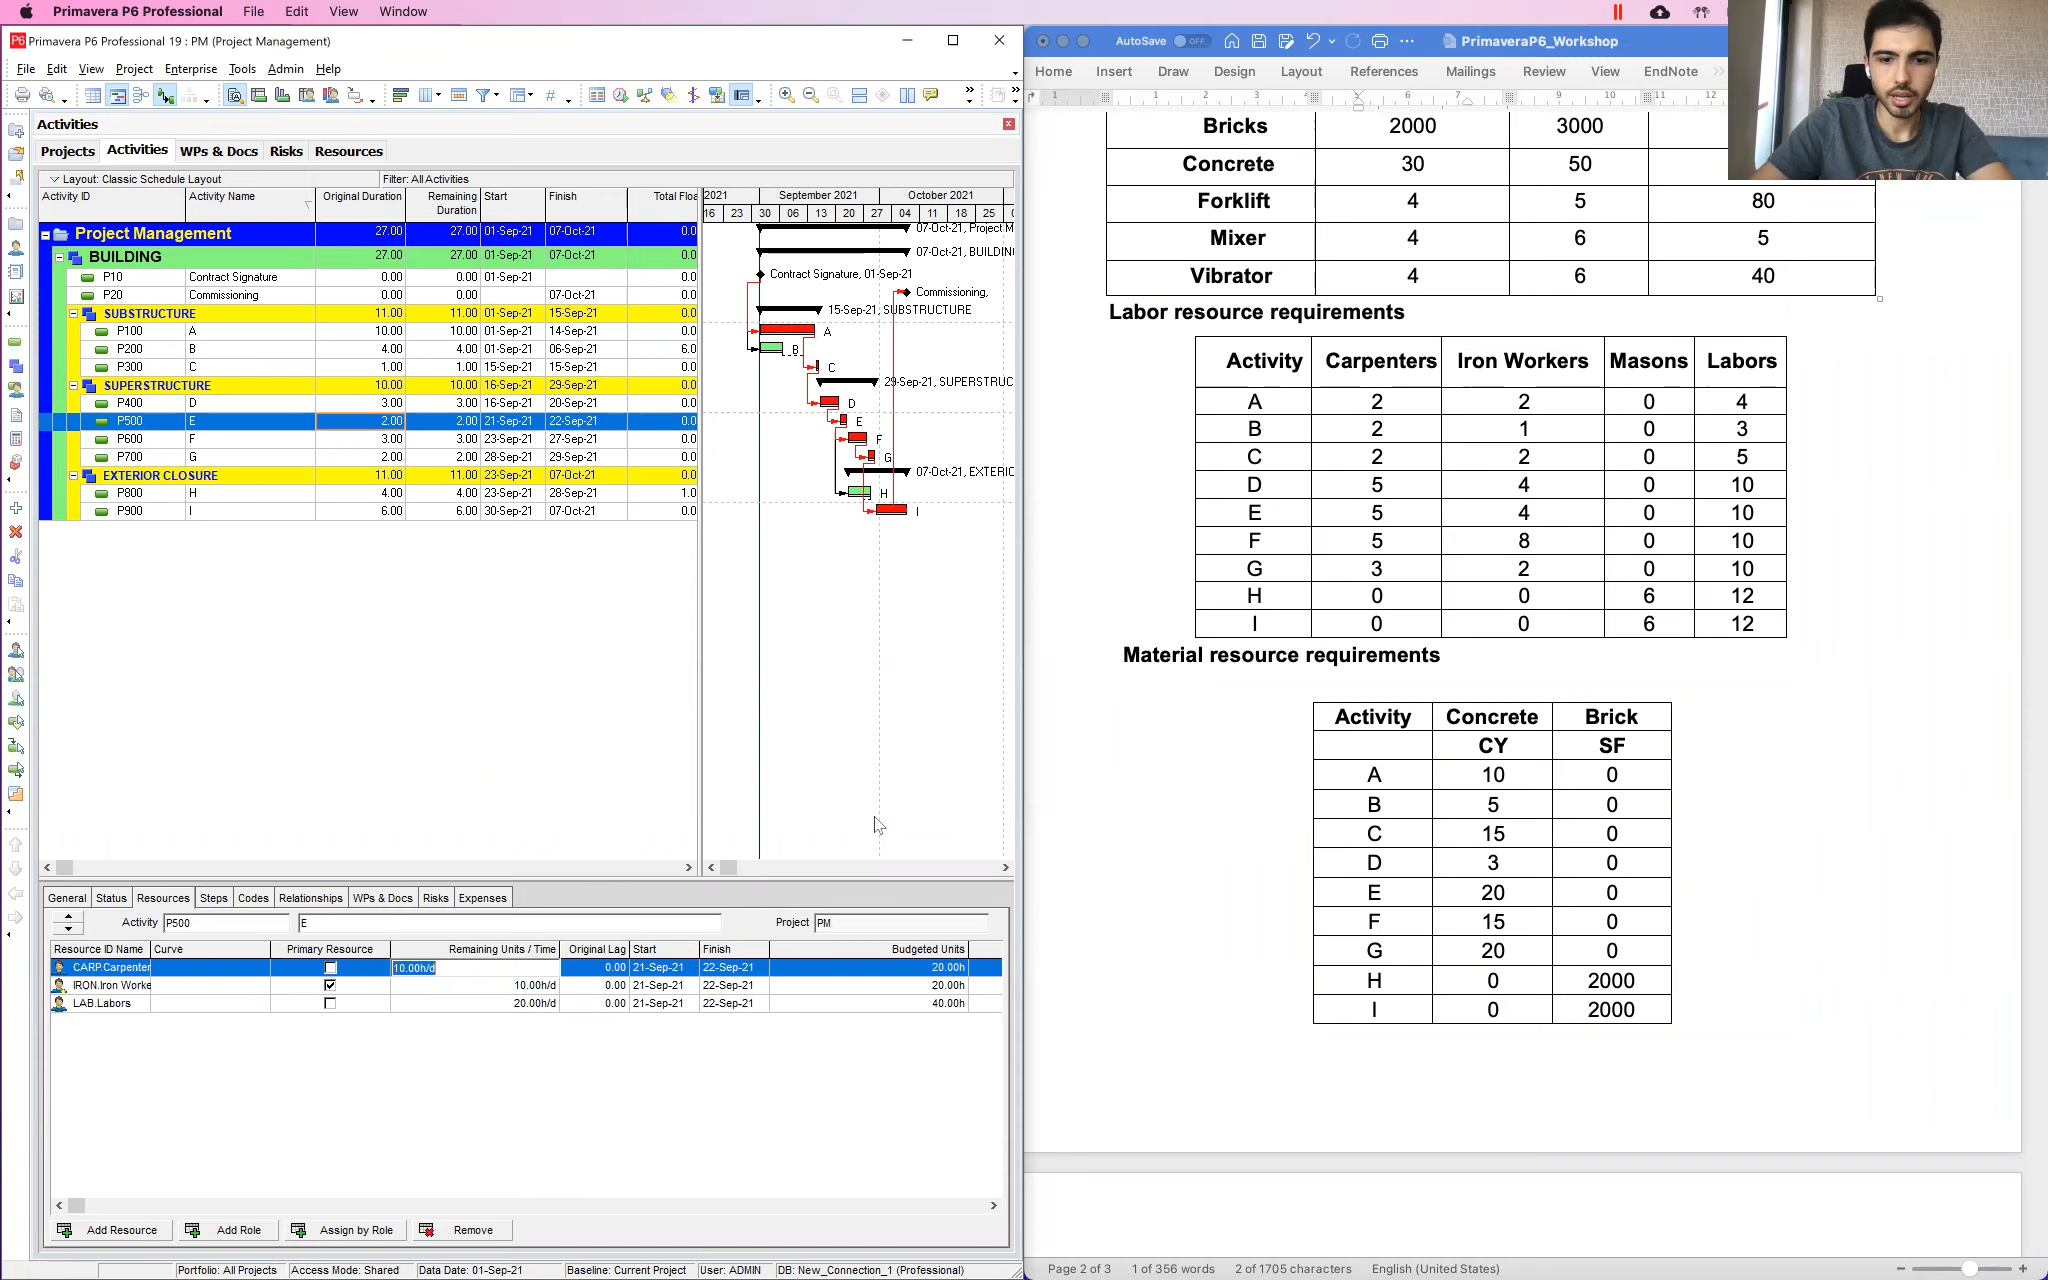 Primavera P6 Professional File Edit View Window
P6 Primavera P6 Professional 19 : PM (Project Management)
File Edit View Project Enterprise Tools Admin Help
Activities
Projects Activities WPs & Docs Risks Resources
Layout: Classic Schedule Layout Filter: All Activities
Activity ID Activity Name Original Duration Remaining Duration Start Finish Total Floa
2021 September 2021 October 2021
16 23 30 06 13 20 27 04 11 18 25
Project Management 27.00 27.00 01-Sep-21 07-Oct-21 0.0
BUILDING 27.00 27.00 01-Sep-21 07-Oct-21 0.0
P10 Contract Signature 0.00 0.00 01-Sep-21 0.0
P20 Commissioning 0.00 0.00 07-Oct-21 0.0
SUBSTRUCTURE 11.00 11.00 01-Sep-21 15-Sep-21 0.0
P100 A 10.00 10.00 01-Sep-21 14-Sep-21 0.0
P200 B 4.00 4.00 01-Sep-21 06-Sep-21 6.0
P300 C 1.00 1.00 15-Sep-21 15-Sep-21 0.0
SUPERSTRUCTURE 10.00 10.00 16-Sep-21 29-Sep-21 0.0
P400 D 3.00 3.00 16-Sep-21 20-Sep-21 0.0
P500 E 2.00 2.00 21-Sep-21 22-Sep-21 0.0
P600 F 3.00 3.00 23-Sep-21 27-Sep-21 0.0
P700 G 2.00 2.00 28-Sep-21 29-Sep-21 0.0
EXTERIOR CLOSURE 11.00 11.00 23-Sep-21 07-Oct-21 0.0
P800 H 4.00 4.00 23-Sep-21 28-Sep-21 1.0
P900 I 6.00 6.00 30-Sep-21 07-Oct-21 0.0
07-Oct-21, Project M
07-Oct-21, BUILDIN
Contract Signature, 01-Sep-21
Commissioning,
15-Sep-21, SUBSTRUCTURE
A
B
C
29-Sep-21, SUPERSTRUC
D
E
F
G
07-Oct-21, EXTERIC
H
I
General Status Resources Steps Codes Relationships WPs & Docs Risks Expenses
Activity P500 E Project PM
Resource ID Name Curve Primary Resource Remaining Units / Time Original Lag Start Finish Budgeted Units
CARP.Carpenter 10.00h/d 0.00 21-Sep-21 22-Sep-21 20.00h
IRON.Iron Worke 10.00h/d 0.00 21-Sep-21 22-Sep-21 20.00h
LAB.Labors 20.00h/d 0.00 21-Sep-21 22-Sep-21 40.00h
Add Resource Add Role Assign by Role Remove
Portfolio: All Projects Access Mode: Shared Data Date: 01-Sep-21 Baseline: Current Project User: ADMIN DB: New_Connection_1 (Professional)
AutoSave OFF PrimaveraP6_Workshop
Home Insert Draw Design Layout References Mailings Review View EndNote
1 1 2 3 4 5 6 7 8 9 10 11 12
Bricks 2000 3000
Concrete 30 50
Forklift 4 5 80
Mixer 4 6 5
Vibrator 4 6 40
Labor resource requirements
Activity Carpenters Iron Workers Masons Labors
A 2 2 0 4
B 2 1 0 3
C 2 2 0 5
D 5 4 0 10
E 5 4 0 10
F 5 8 0 10
G 3 2 0 10
H 0 0 6 12
I 0 0 6 12
Material resource requirements
Activity Concrete Brick
CY SF
A 10 0
B 5 0
C 15 0
D 3 0
E 20 0
F 15 0
G 20 0
H 0 2000
I 0 2000
Page 2 of 3 1 of 356 words 2 of 1705 characters English (United States)